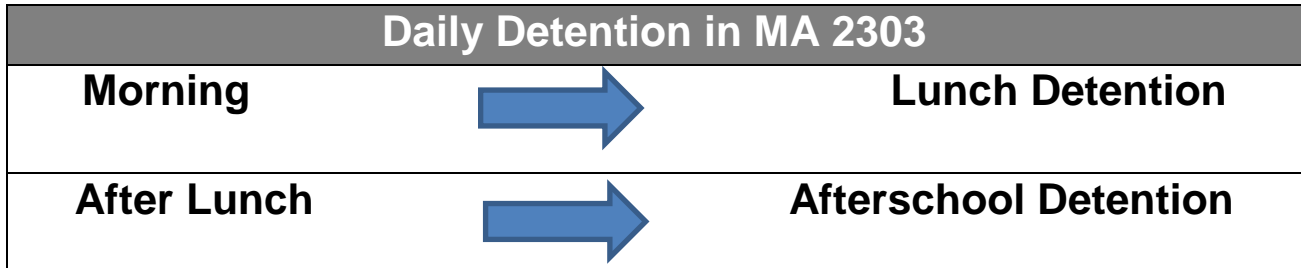 Daily Detention in MA 2303
Morning Lunch Detention
After Lunch Afterschool Detention